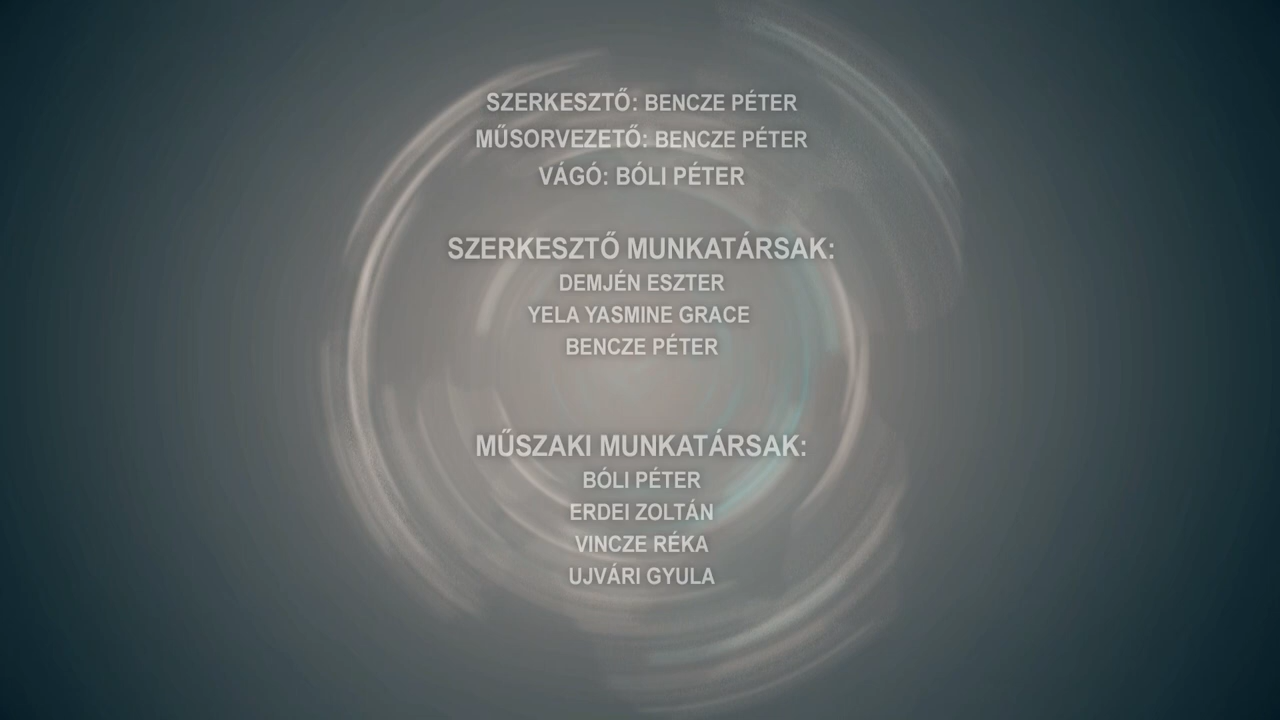 SZERKESZTŐ: BENCZE PÉTER
MŰSORVEZETŐ: BENCZE PÉTER
VÁGÓ: BÓLI PÉTER
SZERKESZTŐ MUNKATÁRSAK:
DEMJÉN ESZTER
YELA YASMINE GRACE
BENCZE PÉTER
MŰSZAKI MUNKATÁRSAK:
BÓLI PÉTER
ERDEI ZOLTÁN
VINCZE RÉKA
UJVÁRI GYULA